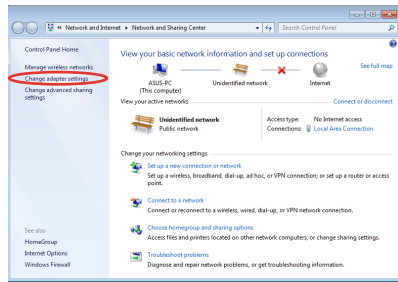 « Network and Internet ▸ Network and Sharing Center
Search Control Panel
Control Panel Home
Manage wireless networks
Change adapter settings
Change advanced sharing
settings
See also
HomeGroup
Internet Options
Windows Firewall
View your basic network information and set up connections
See full map
ASUS-PC
(This computer)
Unidentified network
Internet
View your active networks
Connect or disconnect
Unidentified network
Public network
Access type: No Internet access
Connections: Local Area Connection
Change your networking settings
Set up a new connection or network
Set up a wireless, broadband, dial-up, ad hoc, or VPN connection; or set up a router or access
point.
Connect to a network
Connect or reconnect to a wireless, wired, dial-up, or VPN network connection.
Choose homegroup and sharing options
Access files and printers located on other network computers, or change sharing settings.
Troubleshoot problems
Diagnose and repair network problems, or get troubleshooting information.